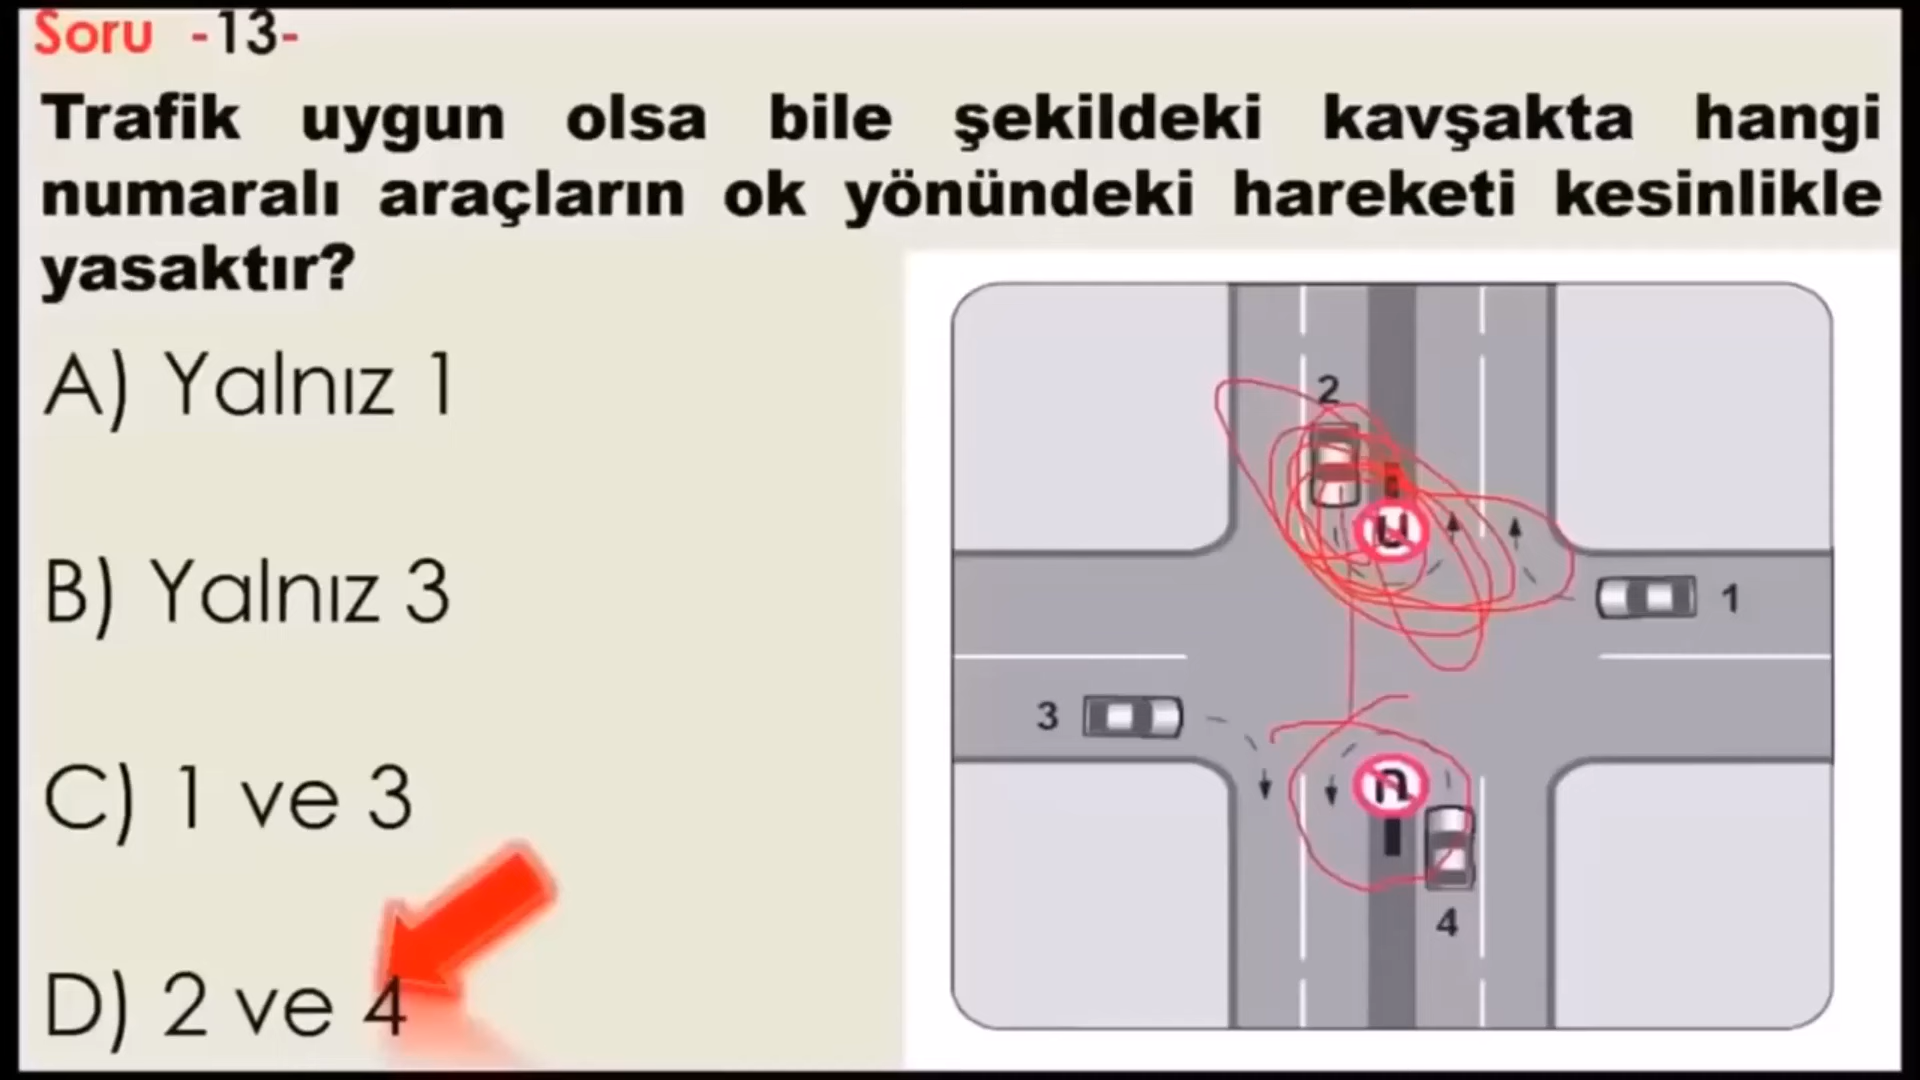 Soru -13-
Trafik uygun olsa bile şekildeki kavşakta hangi
numaralı araçların ok yönündeki hareketi kesinlikle
yasaktır?
A) Yalnız 1
B) Yalnız 3
C) 1 ve 3
D) 2 ve 4
2
1
3
4